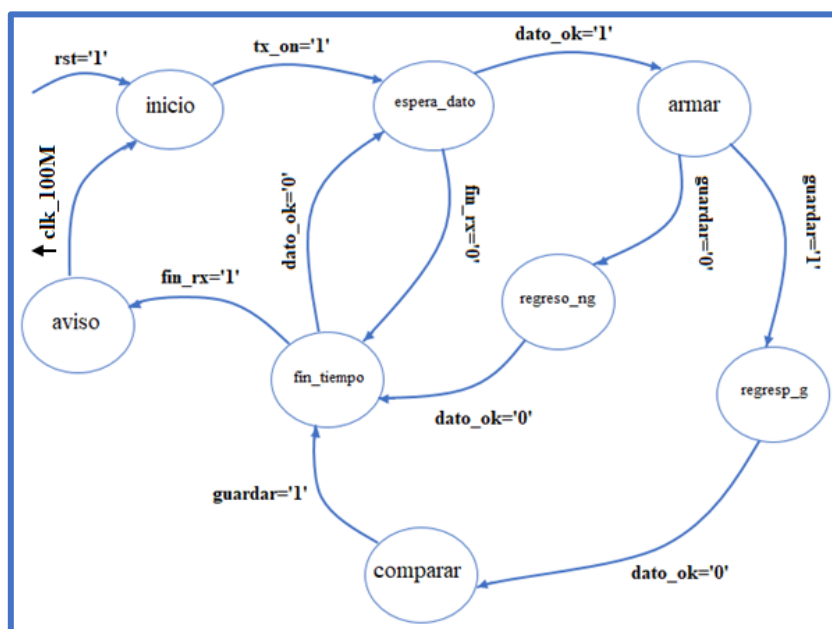 rst='1'
tx_on='1'
dato_ok='1'
inicio
espera_dato
armar
clk_100M
dato_ok='0'
fin_rx='0'
guardar='0'
guardar='1'
fin_rx='1'
regreso_ng
aviso
fin_tiempo
regresp_g
dato_ok='0'
guardar='1'
comparar
dato_ok='0'